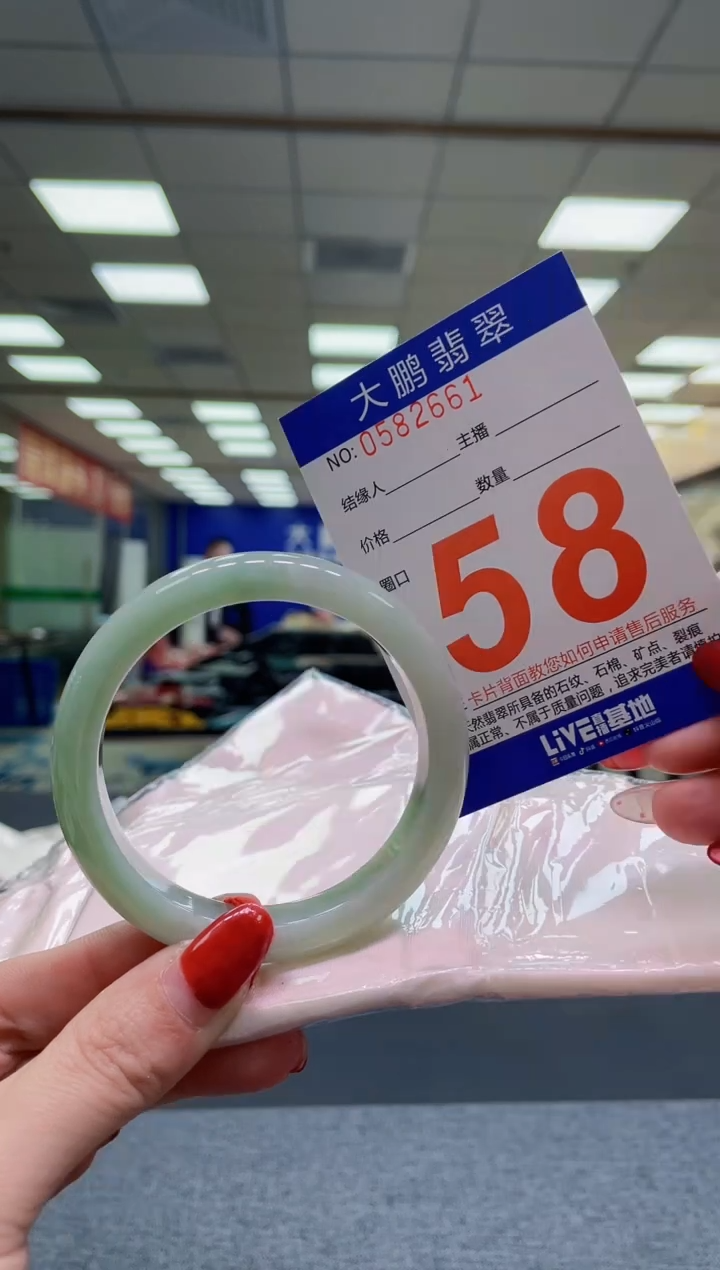 大鹏翡翠
NO: 0582661
结缘人 主播
价格 数量
圈口 58
卡片背面教您如何申请售后服务
然翡翠所具备的石纹、石棉、矿点、裂痕
属正常、不属于质量问题，追求完美者请慎拍
LIVE 基地